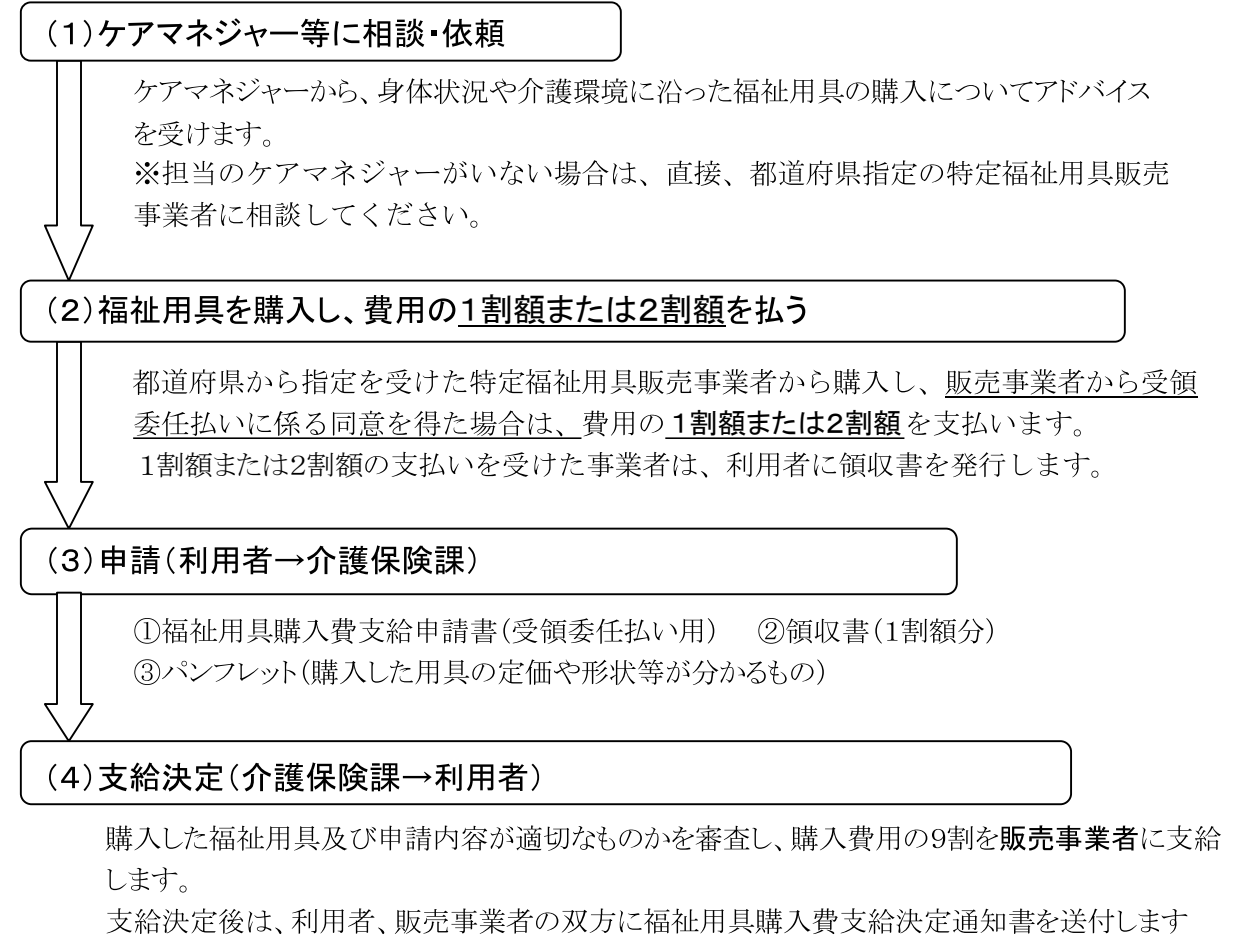 （１）ケアマネジャー等に相談・依頼
ケアマネジャーから、身体状況や介護環境に沿った福祉用具の購入についてアドバイス
を受けます。
※担当のケアマネジャーがいない場合は、直接、都道府県指定の特定福祉用具販売
事業者に相談してください。
（２）福祉用具を購入し、費用の１割額または２割額を払う
都道府県から指定を受けた特定福祉用具販売事業者から購入し、販売事業者から受領
委任払いに係る同意を得た場合は、費用の１割額または２割額を支払います。
１割額または２割額の支払いを受けた事業者は、利用者に領収書を発行します。
（３）申請（利用者→介護保険課）
①福祉用具購入費支給申請書（受領委任払い用）　②領収書（１割額分）
③パンフレット（購入した用具の定価や形状等が分かるもの）
（４）支給決定（介護保険課→利用者）
購入した福祉用具及び申請内容が適切なものかを審査し、購入費用の９割を販売事業者に支給
します。
支給決定後は、利用者、販売事業者の双方に福祉用具購入費支給決定通知書を送付します